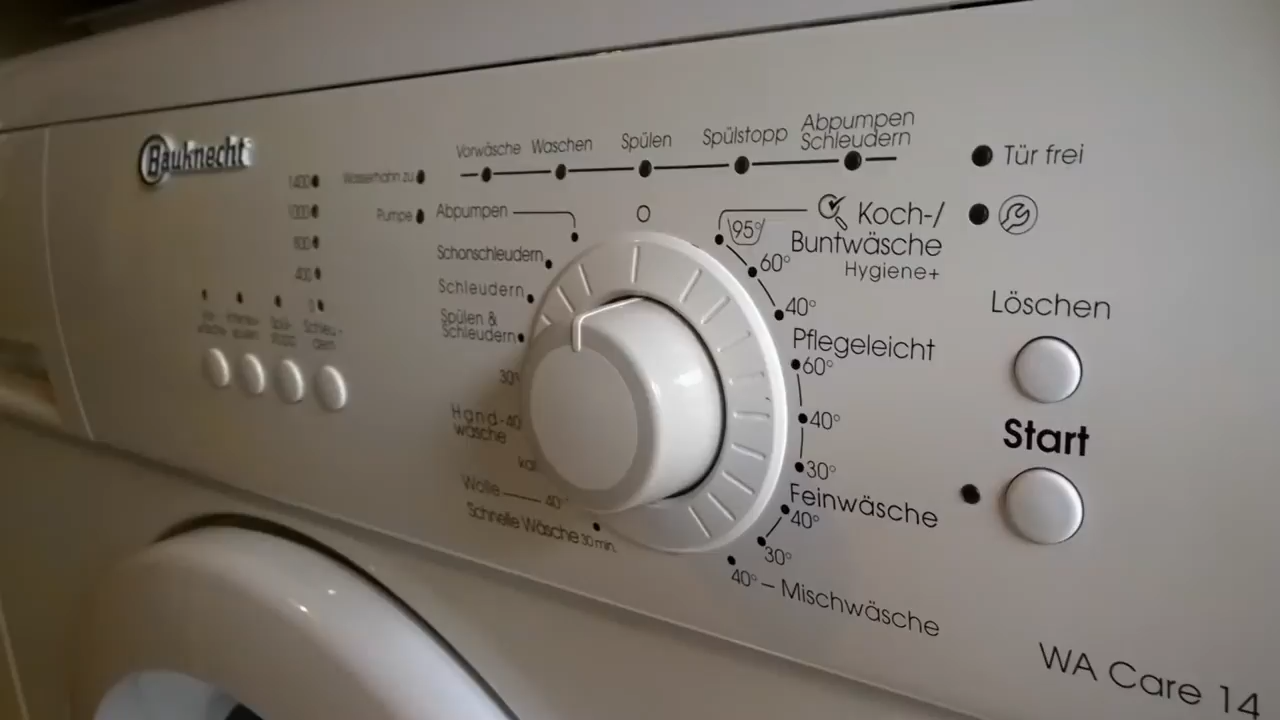 Bauknecht
1400
1000
800
400
0
Wasserhahn zu
Pumpe
Schleu-
dern
Vorwäsche
Waschen
Spülen
Spülstopp
Abpumpen
Schleudern
Tür frei
Abpumpen
Schonschleudern
Schleudern
Spülen &
Schleudern
30°
Hand- 40
wäsche
kalt
Wolle 40°
Schnelle Wäsche 30 min.
95°
Koch-/
Buntwäsche
60°
Hygiene+
40°
Pflegeleicht
60°
40°
30°
Feinwäsche
40°
30°
40° – Mischwäsche
Löschen
Start
WA Care 14